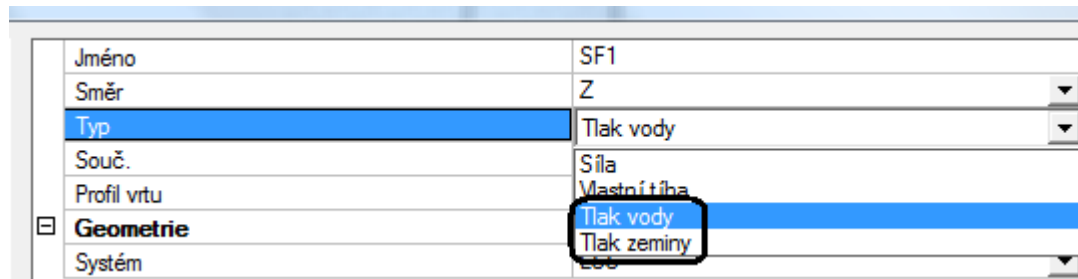 Jméno SF1
Směr Z
Typ Tlak vody
Souč. Síla
Vlastní tíha
Profil vrtu
Tlak vody
Geometrie
Tlak zeminy
Systém